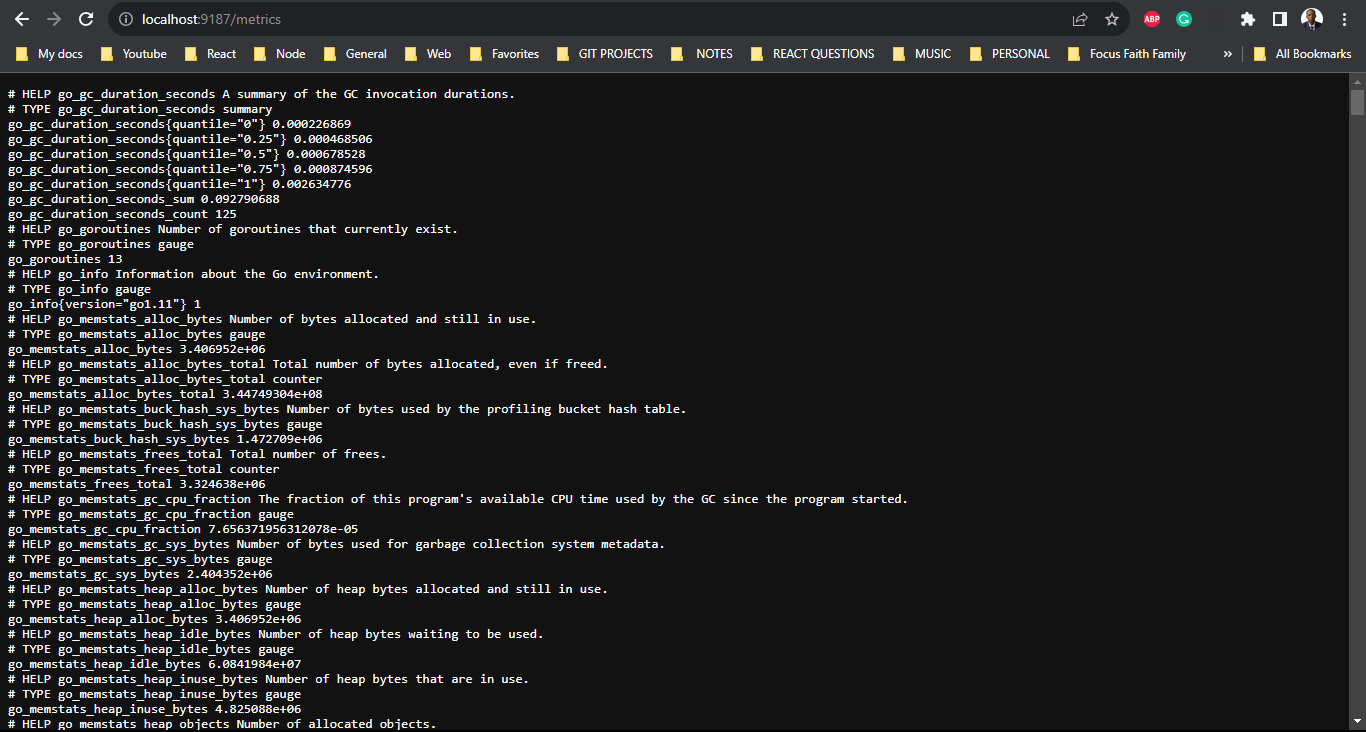 localhost:9187/metrics
ABP
G
My docs Youtube React Node General Web Favorites GIT PROJECTS NOTES REACT QUESTIONS MUSIC PERSONAL Focus Faith Family » All Bookmarks
# HELP go_gc_duration_seconds A summary of the GC invocation durations.
# TYPE go_gc_duration_seconds summary
go_gc_duration_seconds{quantile="0"} 0.000226869
go_gc_duration_seconds{quantile="0.25"} 0.000468506
go_gc_duration_seconds{quantile="0.5"} 0.000678528
go_gc_duration_seconds{quantile="0.75"} 0.000874596
go_gc_duration_seconds{quantile="1"} 0.002634776
go_gc_duration_seconds_sum 0.092790688
go_gc_duration_seconds_count 125
# HELP go_goroutines Number of goroutines that currently exist.
# TYPE go_goroutines gauge
go_goroutines 13
# HELP go_info Information about the Go environment.
# TYPE go_info gauge
go_info{version="go1.11"} 1
# HELP go_memstats_alloc_bytes Number of bytes allocated and still in use.
# TYPE go_memstats_alloc_bytes gauge
go_memstats_alloc_bytes 3.406952e+06
# HELP go_memstats_alloc_bytes_total Total number of bytes allocated, even if freed.
# TYPE go_memstats_alloc_bytes_total counter
go_memstats_alloc_bytes_total 3.44749304e+08
# HELP go_memstats_buck_hash_sys_bytes Number of bytes used by the profiling bucket hash table.
# TYPE go_memstats_buck_hash_sys_bytes gauge
go_memstats_buck_hash_sys_bytes 1.472709e+06
# HELP go_memstats_frees_total Total number of frees.
# TYPE go_memstats_frees_total counter
go_memstats_frees_total 3.324638e+06
# HELP go_memstats_gc_cpu_fraction The fraction of this program's available CPU time used by the GC since the program started.
# TYPE go_memstats_gc_cpu_fraction gauge
go_memstats_gc_cpu_fraction 7.656371956312078e-05
# HELP go_memstats_gc_sys_bytes Number of bytes used for garbage collection system metadata.
# TYPE go_memstats_gc_sys_bytes gauge
go_memstats_gc_sys_bytes 2.404352e+06
# HELP go_memstats_heap_alloc_bytes Number of heap bytes allocated and still in use.
# TYPE go_memstats_heap_alloc_bytes gauge
go_memstats_heap_alloc_bytes 3.406952e+06
# HELP go_memstats_heap_idle_bytes Number of heap bytes waiting to be used.
# TYPE go_memstats_heap_idle_bytes gauge
go_memstats_heap_idle_bytes 6.0841984e+07
# HELP go_memstats_heap_inuse_bytes Number of heap bytes that are in use.
# TYPE go_memstats_heap_inuse_bytes gauge
go_memstats_heap_inuse_bytes 4.825088e+06
# HELP go_memstats_heap_objects Number of allocated objects.